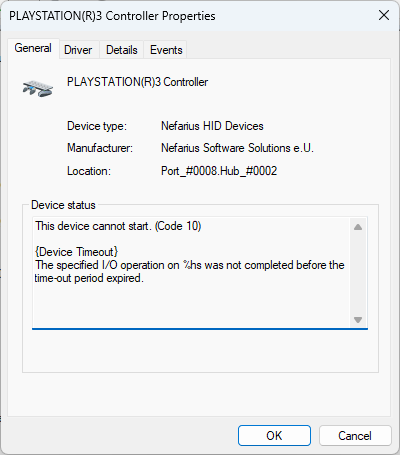 PLAYSTATION(R)3 Controller Properties
General Driver Details Events
PLAYSTATION(R)3 Controller
Device type: Nefarius HID Devices
Manufacturer: Nefarius Software Solutions e.U.
Location: Port_#0008.Hub_#0002
Device status
This device cannot start. (Code 10)
{Device Timeout}
The specified I/O operation on %hs was not completed before the
time-out period expired.
OK Cancel